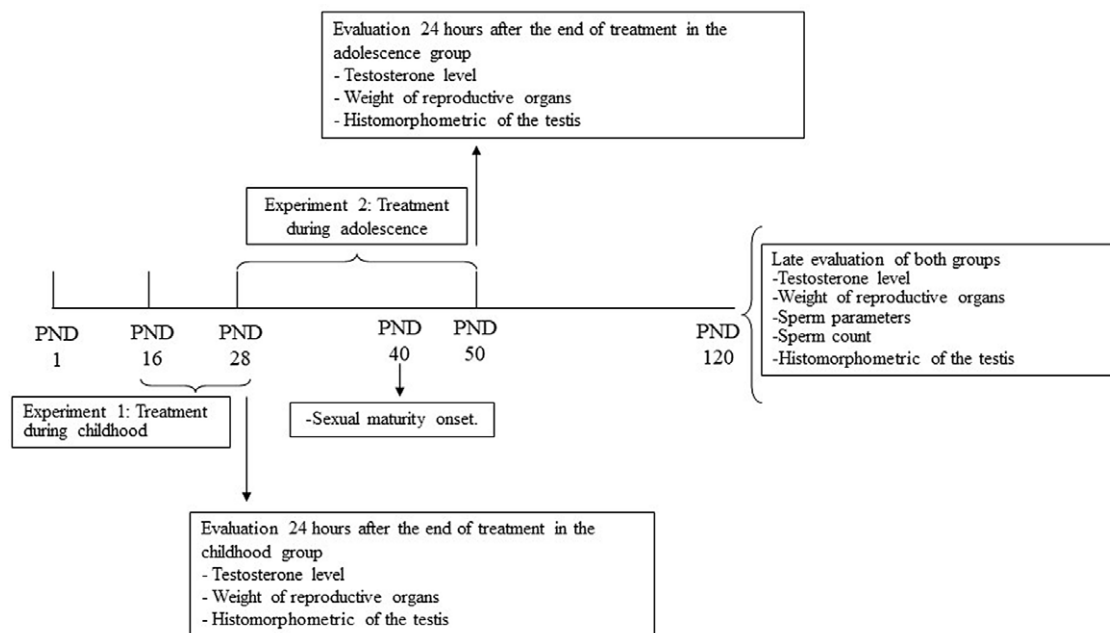 Evaluation 24 hours after the end of treatment in the
adolescence group
- Testosterone level
- Weight of reproductive organs
- Histomorphometric of the testis
Experiment 2: Treatment
during adolescence
Late evaluation of both groups
-Testosterone level
-Weight of reproductive organs
-Sperm parameters
-Sperm count
-Histomorphometric of the testis
PND
1
PND
16
PND
28
PND
40
PND
50
PND
120
Experiment 1: Treatment
during childhood
-Sexual maturity onset.
Evaluation 24 hours after the end of treatment in the
childhood group
- Testosterone level
- Weight of reproductive organs
- Histomorphometric of the testis